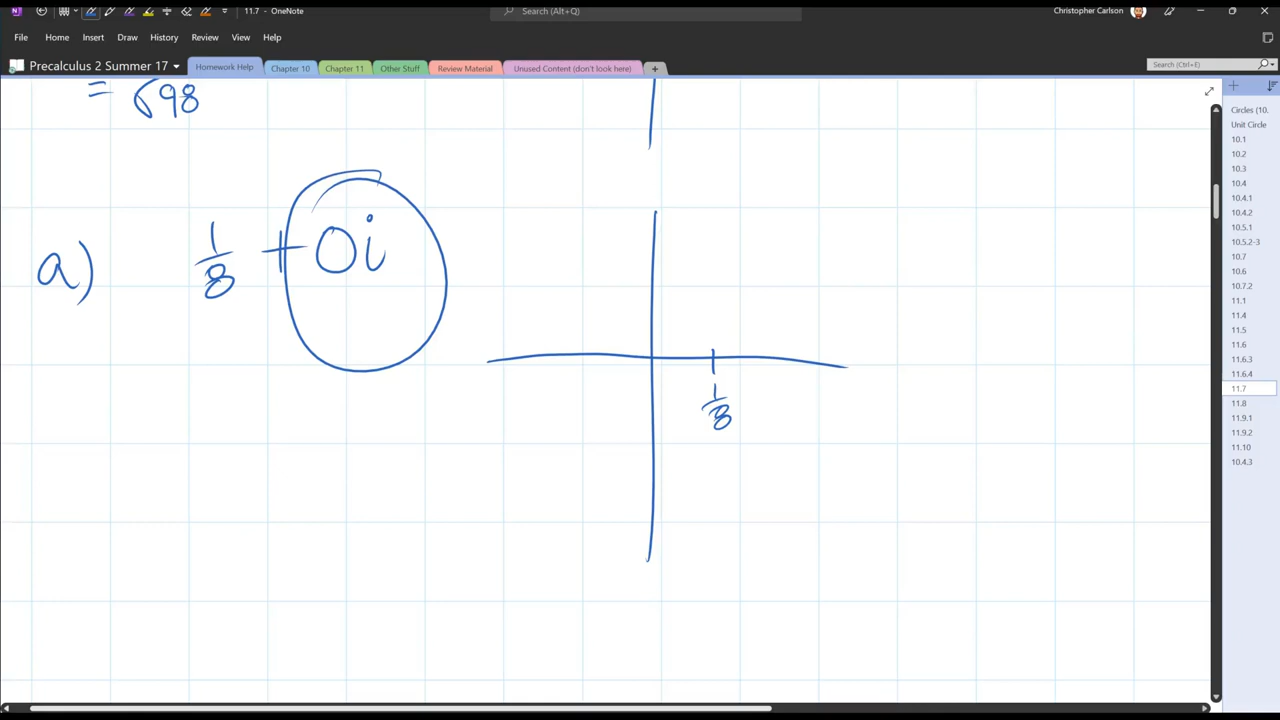 11.7 - OneNote
Search (Alt+Q)
Christopher Carlson
File Home Insert Draw History Review View Help
Precalculus 2 Summer 17
Homework Help
Chapter 10
Chapter 11
Other Stuff
Review Material
Unused Content (don't look here)
+
Search (Ctrl+E)
= √98
a) 1/8 + 0i
1/8
Circles (10.
Unit Circle
10.1
10.2
10.3
10.4
10.4.1
10.4.2
10.5.1
10.5.2-3
10.7
10.6
10.7.2
11.1
11.4
11.5
11.6
11.6.3
11.6.4
11.7
11.8
11.9.1
11.9.2
11.10
10.4.3